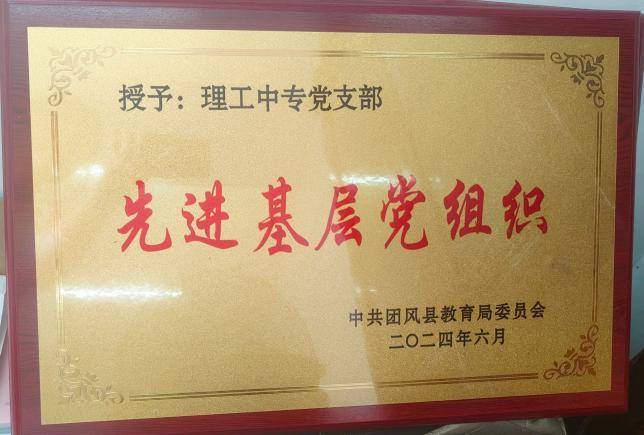 授予：理工中专党支部
先进基层党组织
中共团风县教育局委员会
二〇二四年六月